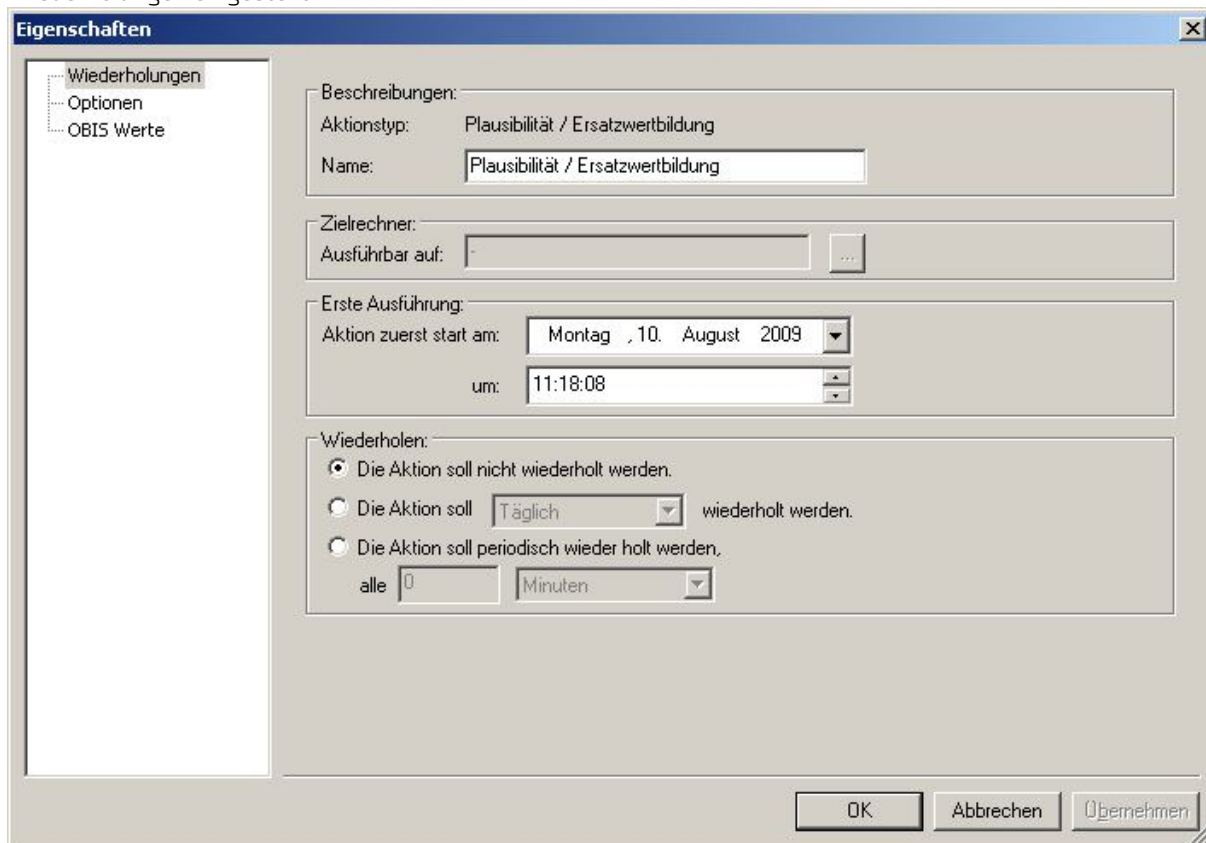 Eigenschaften
Wiederholungen
Optionen
OBIS Werte
Beschreibungen:
Aktionstyp: Plausibilität / Ersatzwertbildung
Name: Plausibilität / Ersatzwertbildung
Zielrechner:
Ausführbar auf: - ...
Erste Ausführung:
Aktion zuerst start am: Montag , 10. August 2009
um: 11:18:08
Wiederholen:
Die Aktion soll nicht wiederholt werden.
Die Aktion soll Täglich wiederholt werden.
Die Aktion soll periodisch wieder holt werden,
alle 0 Minuten
OK Abbrechen Übernehmen